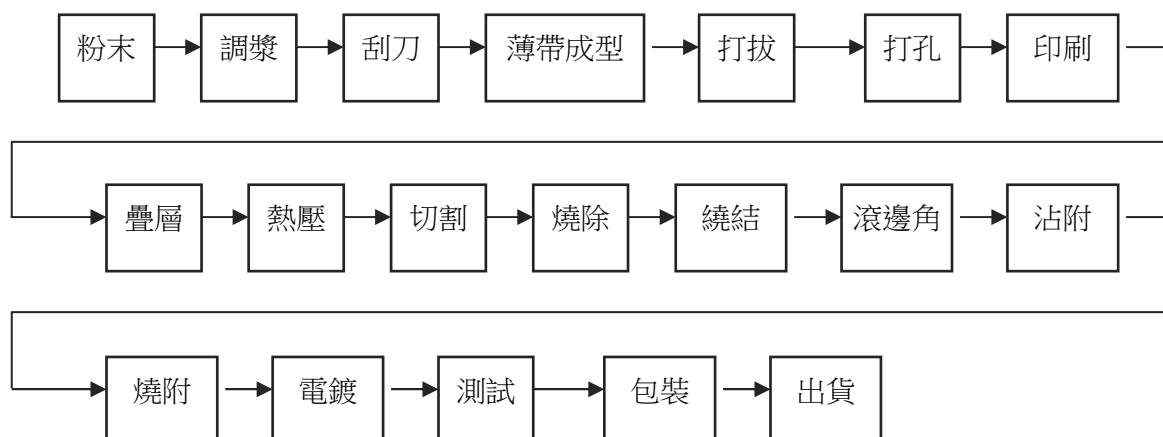 粉末 調漿 刮刀 薄帶成型 打拔 打孔 印刷
疊層 熱壓 切割 燒除 繞結 滾邊角 沾附
燒附 電鍍 測試 包裝 出貨